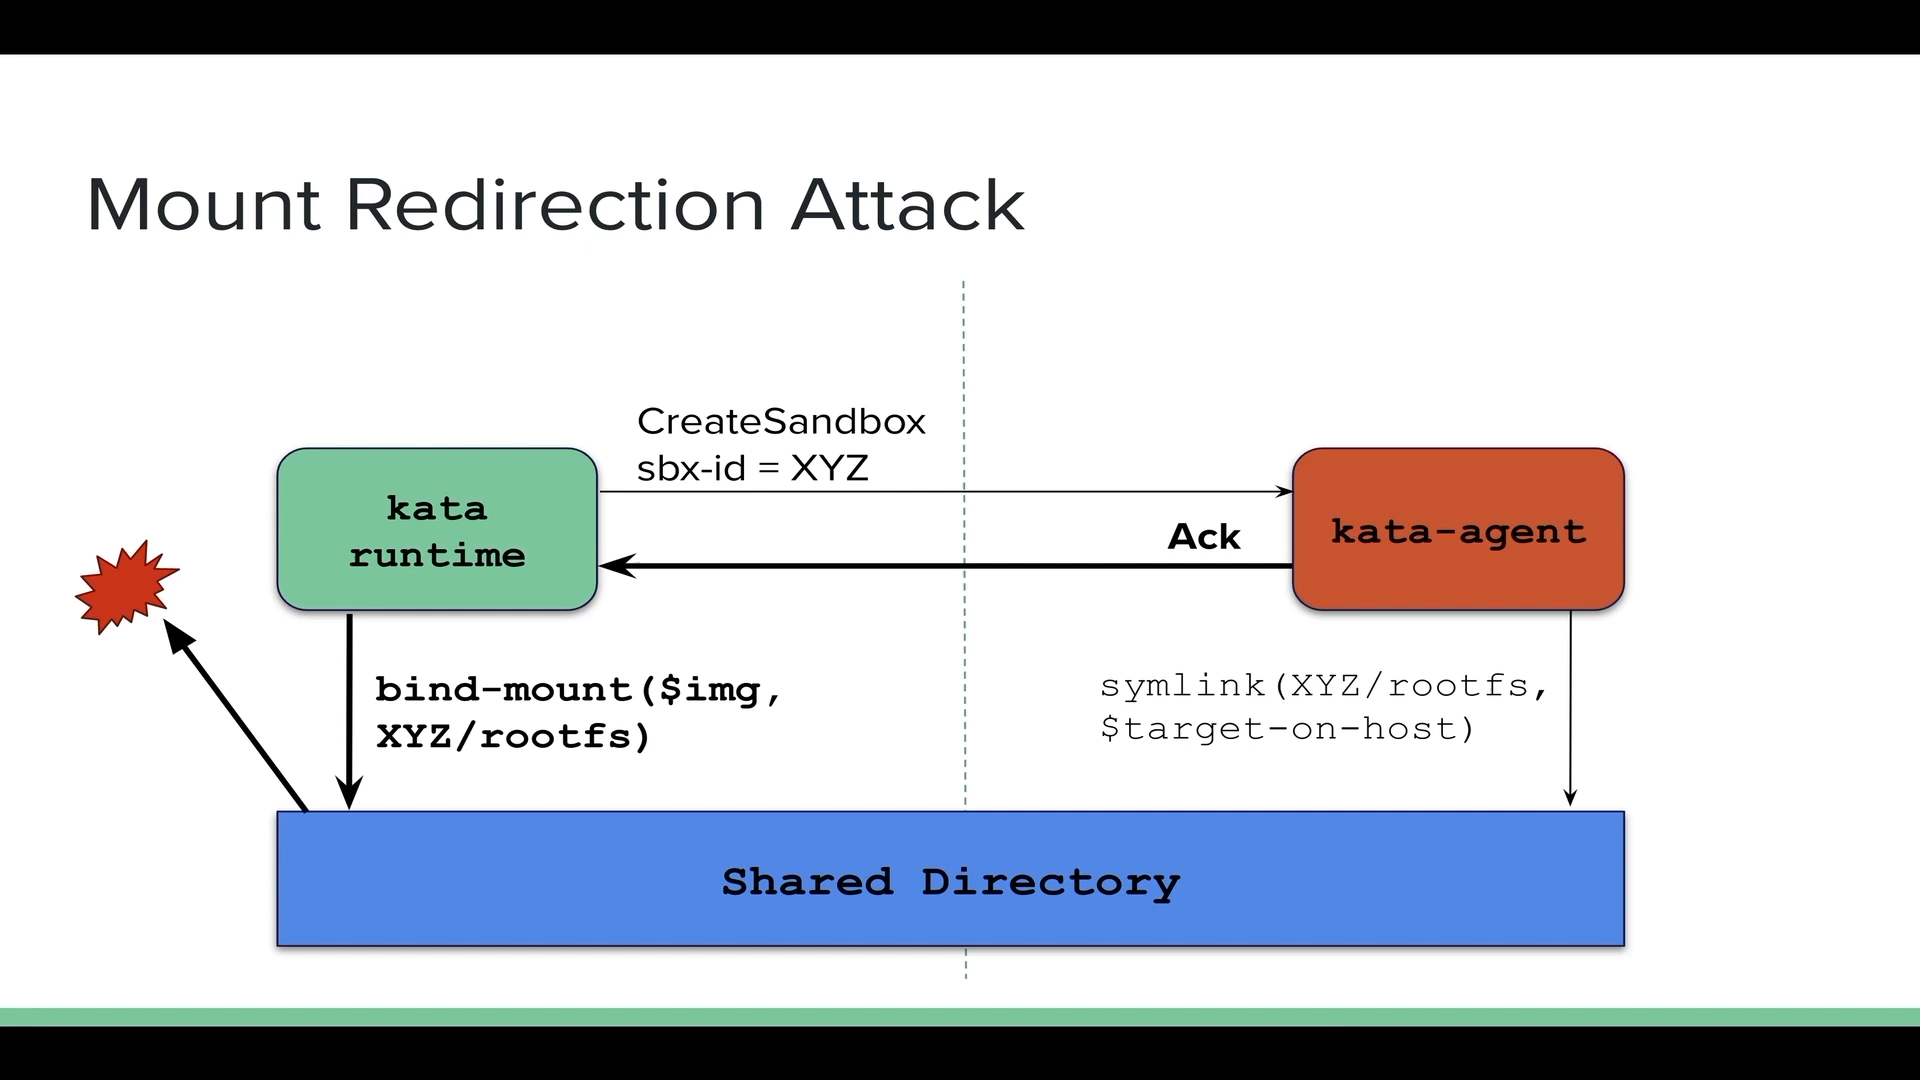 Mount Redirection Attack
CreateSandbox
sbx-id = XYZ
kata
runtime
Ack
kata-agent
bind-mount($img,
XYZ/rootfs)
symlink(XYZ/rootfs,
$target-on-host)
Shared Directory